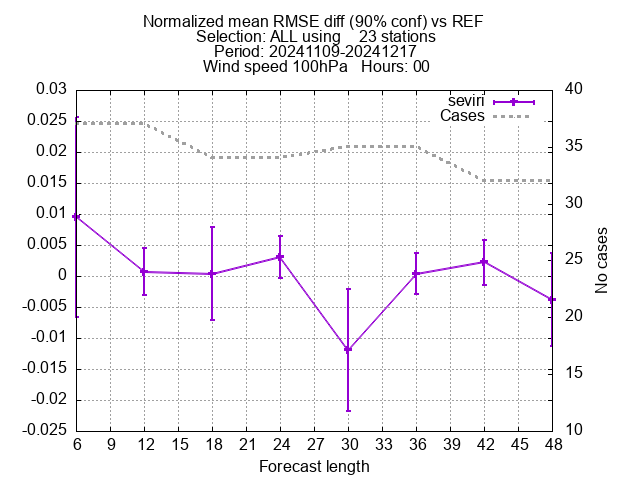 Normalized mean RMSE diff (90% conf) vs REF
Selection: ALL using    23 stations
Period: 20241109-20241217
Wind speed 100hPa   Hours: 00
seviri
Cases
0.03
0.025
0.02
0.015
0.01
0.005
0
-0.005
-0.01
-0.015
-0.02
-0.025
40
35
30
25
20
15
10
No cases
6 9 12 15 18 21 24 27 30 33 36 39 42 45 48
Forecast length